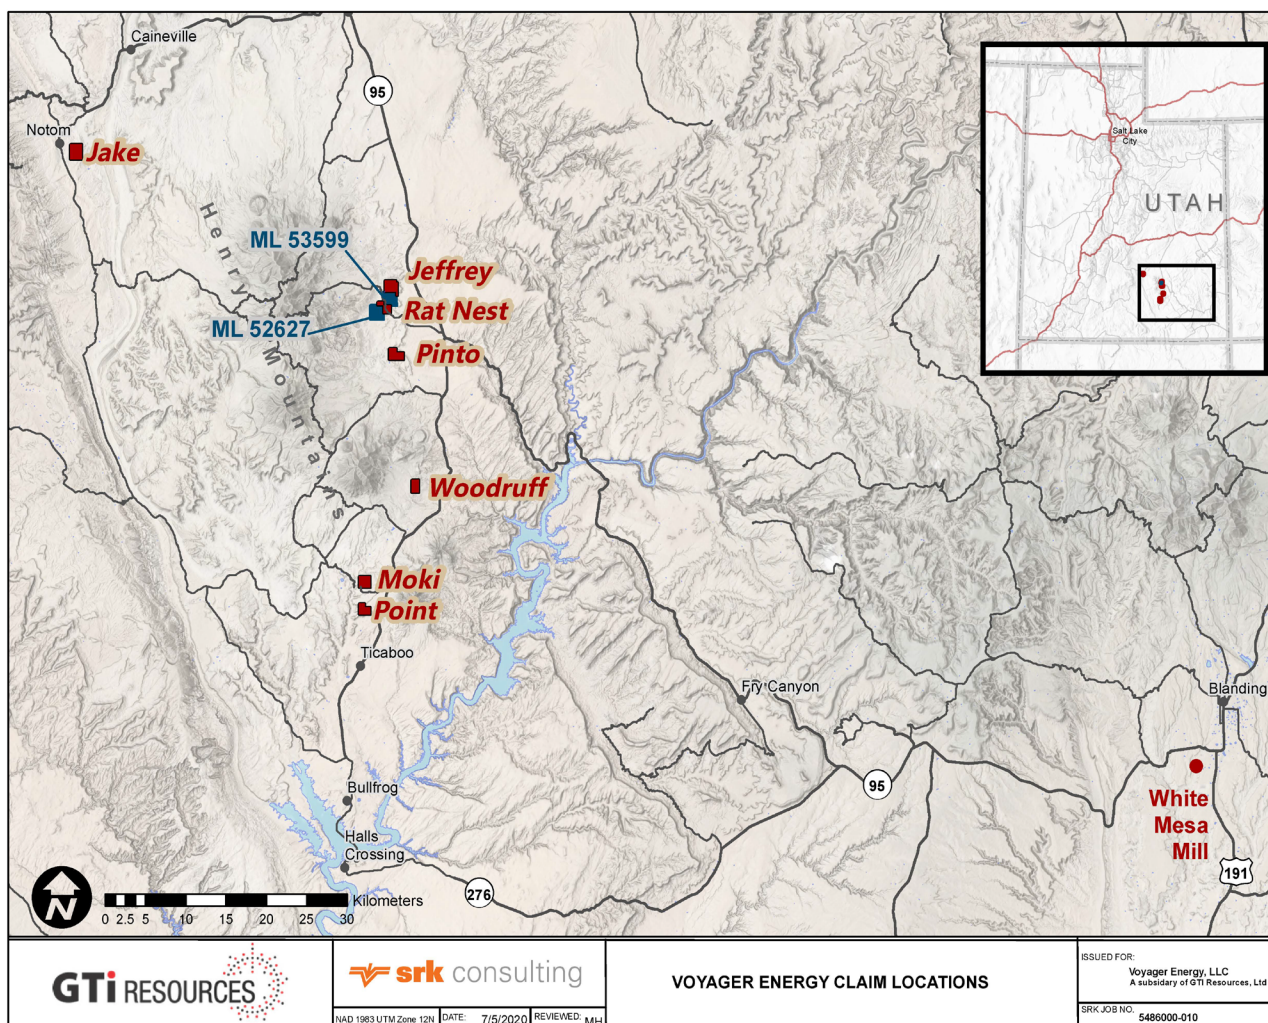 Caineville
95
Notom
Jake
Henry Mountains
ML 53599
Jeffrey
Rat Nest
ML 52627
Pinto
Woodruff
Moki
Point
Ticaboo
Fry Canyon
Blanding
Bullfrog
95
White
Mesa
Mill
Halls
Crossing
191
276
N
Kilometers
0 2.5 5 10 15 20 25 30
Salt Lake
City
UTAH
GTi RESOURCES
srk consulting
NAD 1983 UTM Zone 12N
DATE: 7/5/2020
REVIEWED: MH
VOYAGER ENERGY CLAIM LOCATIONS
ISSUED FOR:
Voyager Energy, LLC
A subsidary of GTI Resources, Ltd
SRK JOB NO. 5486000-010